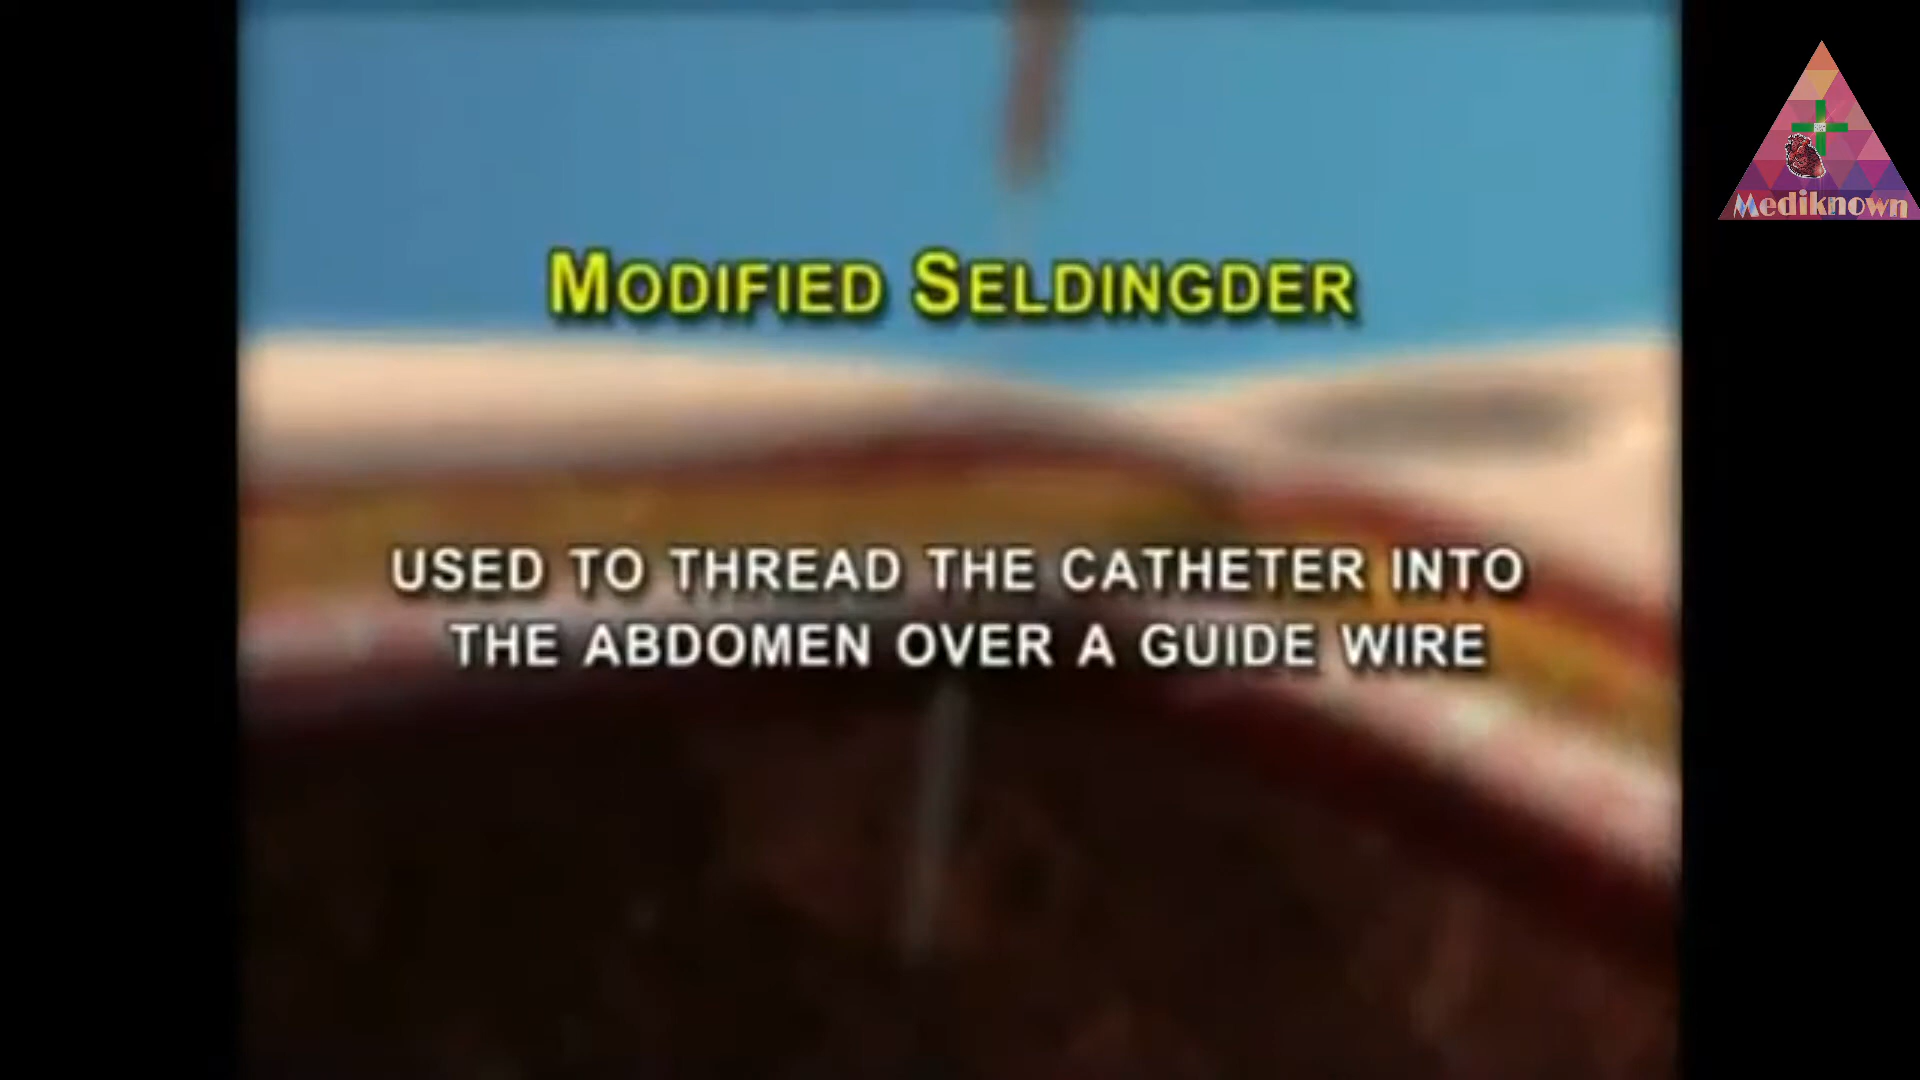 Mediknown
MODIFIED SELDINGDER
USED TO THREAD THE CATHETER INTO
THE ABDOMEN OVER A GUIDE WIRE